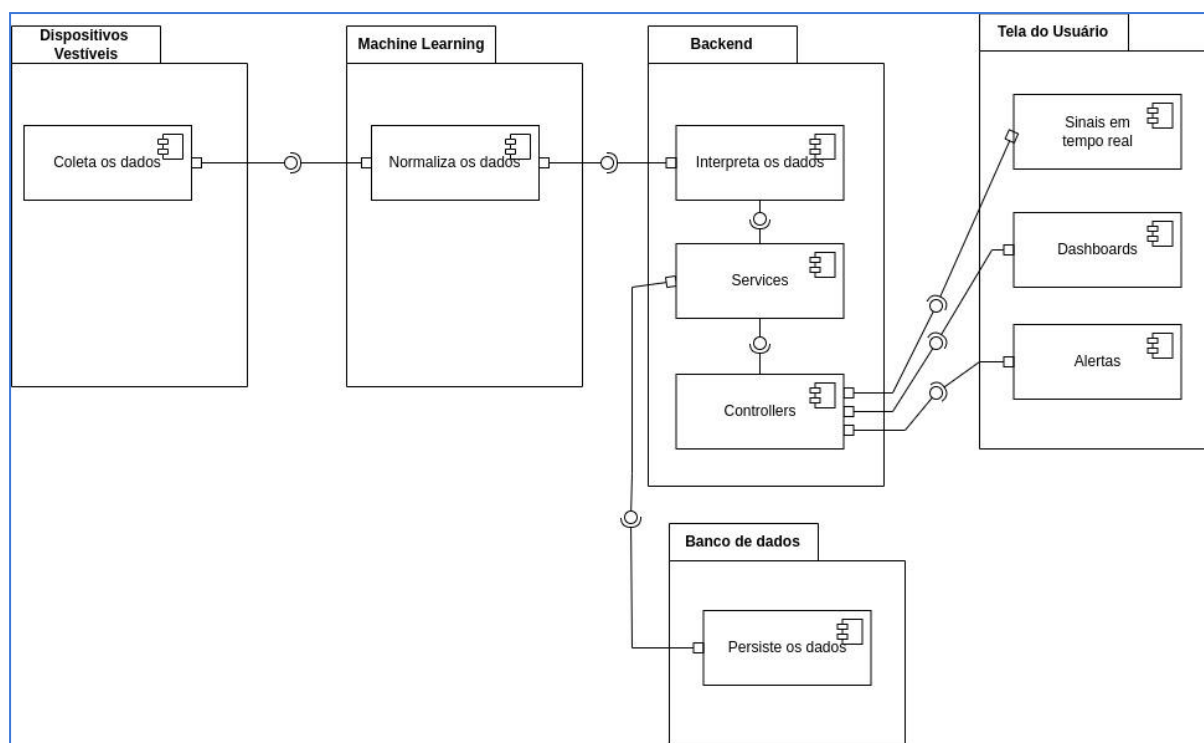 Dispositivos
Vestíveis
Coleta os dados
Machine Learning
Normaliza os dados
Backend
Interpreta os dados
Services
Controllers
Tela do Usuário
Sinais em
tempo real
Dashboards
Alertas
Banco de dados
Persiste os dados